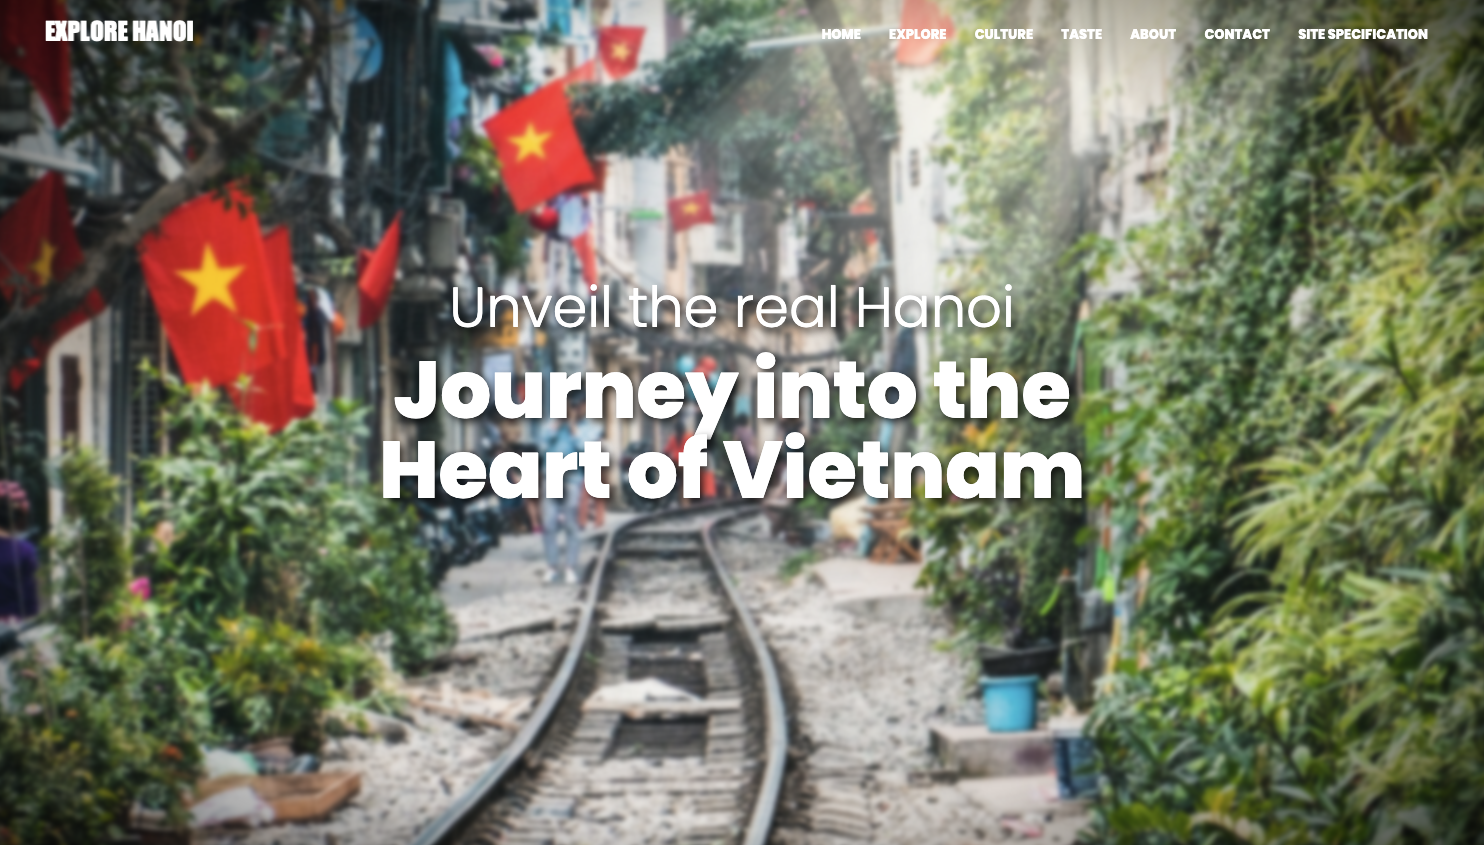 EXPLORE HANOI
HOME EXPLORE CULTURE TASTE ABOUT CONTACT SITE SPECIFICATION
Unveil the real Hanoi
Journey into the
Heart of Vietnam